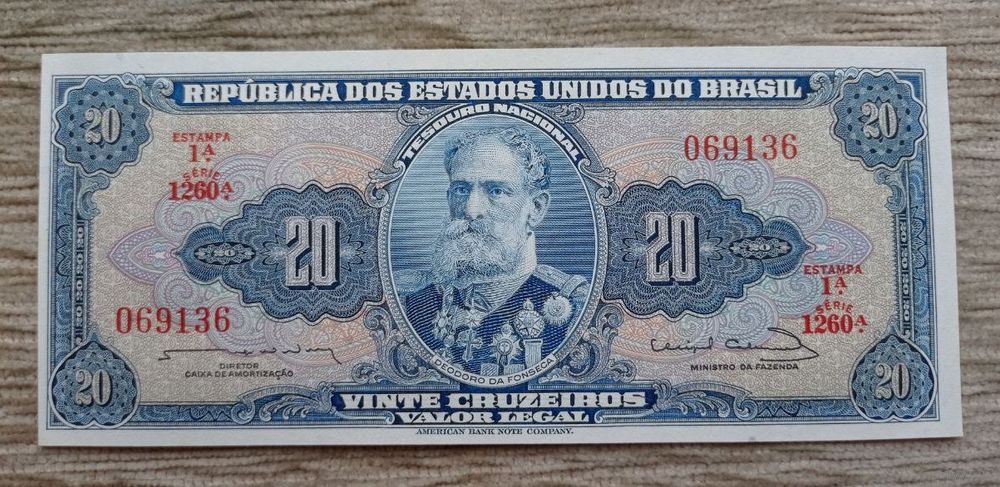 REPÚBLICA DOS ESTADOS UNIDOS DO BRASIL
TESOURO NACIONAL
20
20
ESTAMPA
1A.
SÉRIE
1260A.
069136
20
20
ESTAMPA
1A.
SÉRIE
1260A.
069136
DIRETOR
CAIXA DE AMORTIZAÇÃO
DEODORO DA FONSECA
MINISTRO DA FAZENDA
20
20
VINTE CRUZEIROS
VALOR LEGAL
AMERICAN BANK NOTE COMPANY.